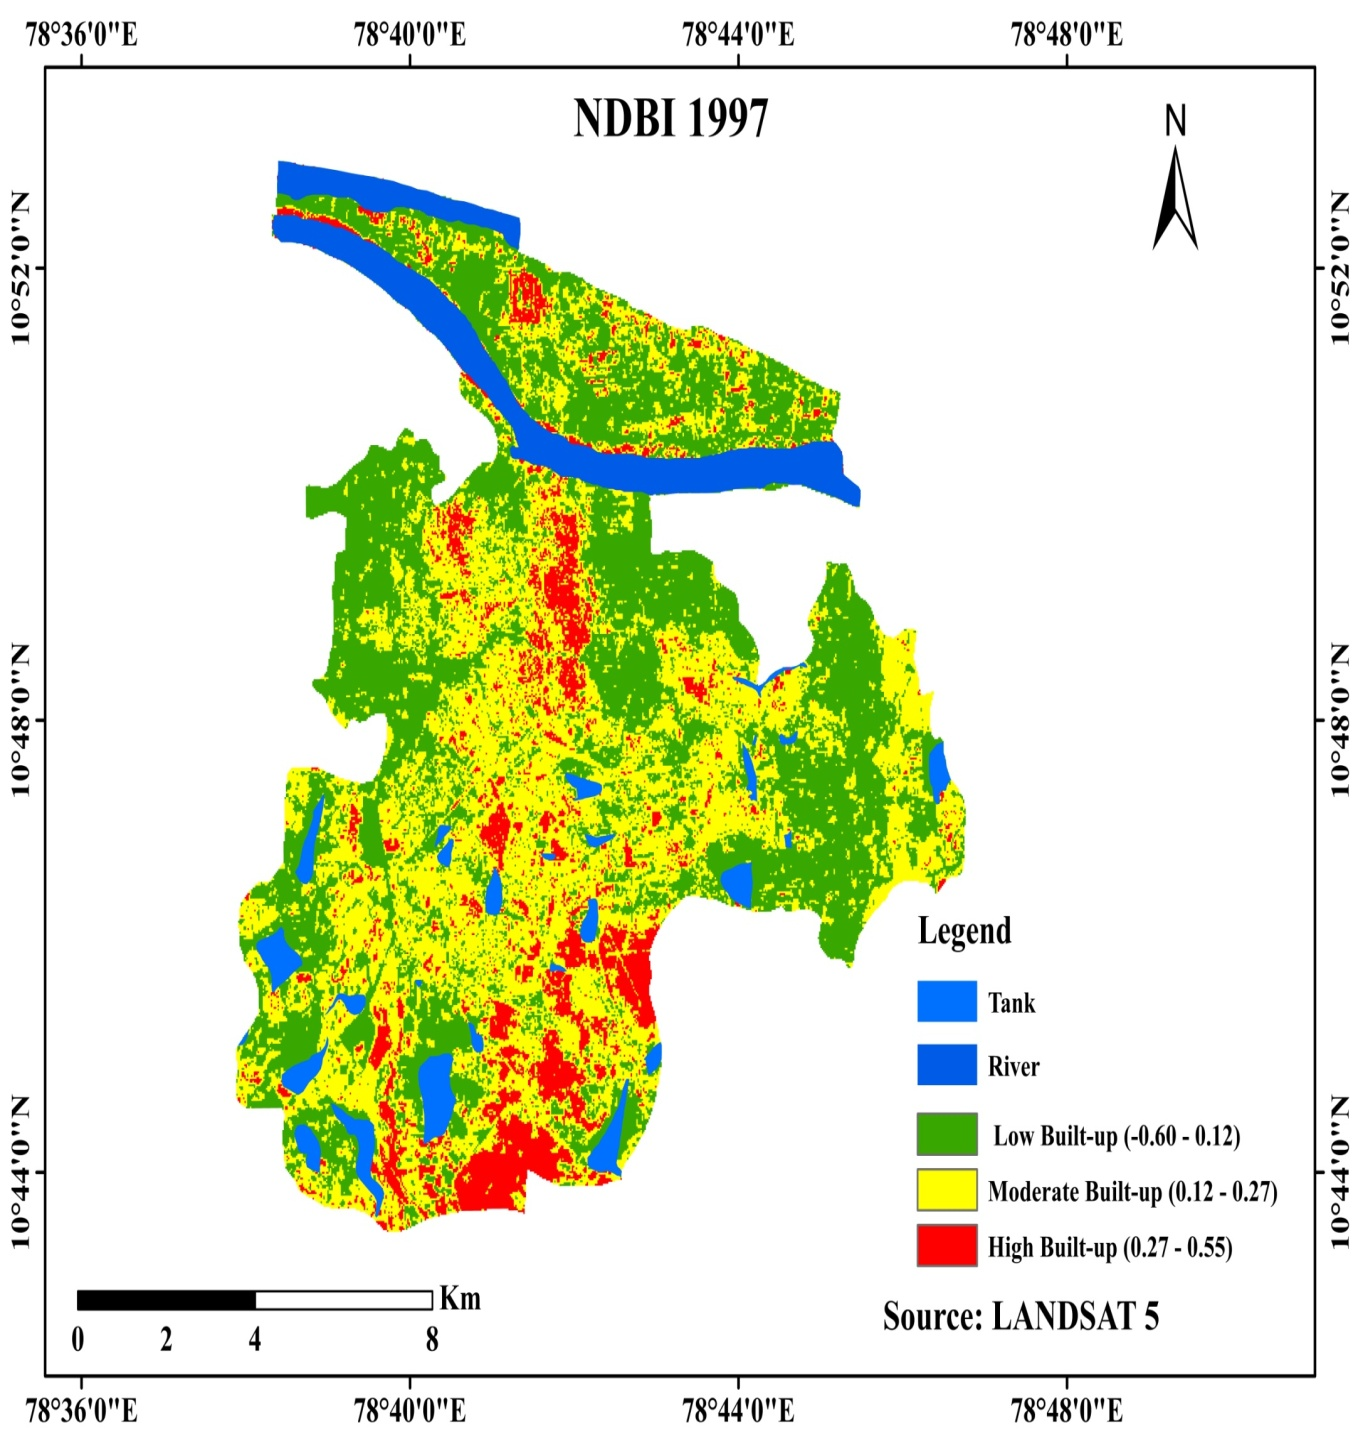 78°36'0"E 78°40'0"E 78°44'0"E 78°48'0"E
NDBI 1997
N
10°52'0"N 10°52'0"N
10°48'0"N 10°48'0"N
Legend
Tank
River
10°44'0"N 10°44'0"N
Low Built-up (-0.60 - 0.12)
Moderate Built-up (0.12 - 0.27)
High Built-up (0.27 - 0.55)
Km
Source: LANDSAT 5
0 2 4 8
78°36'0"E 78°40'0"E 78°44'0"E 78°48'0"E